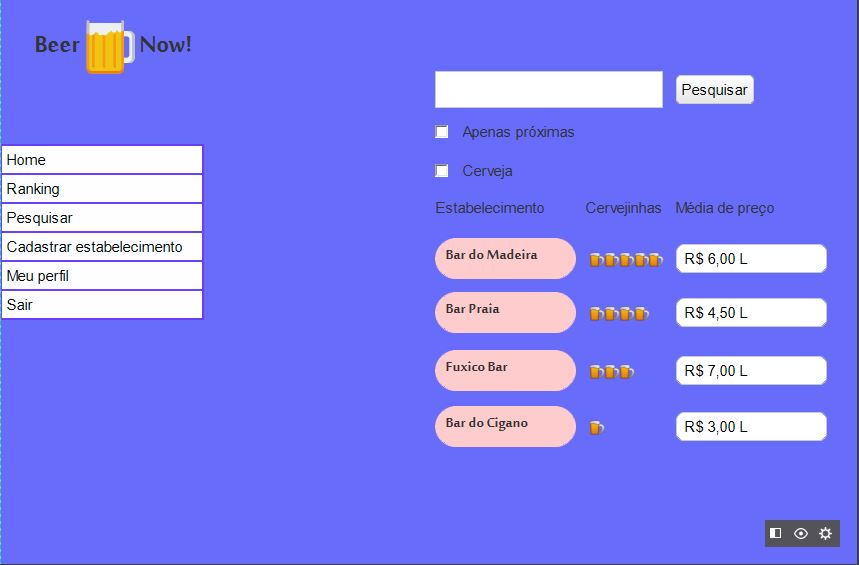 Beer Now!
Pesquisar
Apenas próximas
Cerveja
Home
Ranking
Pesquisar
Cadastrar estabelecimento
Meu perfil
Sair
Estabelecimento Cervejinhas Média de preço
Bar do Madeira R$ 6,00 L
Bar Praia R$ 4,50 L
Fuxico Bar R$ 7,00 L
Bar do Cigano R$ 3,00 L